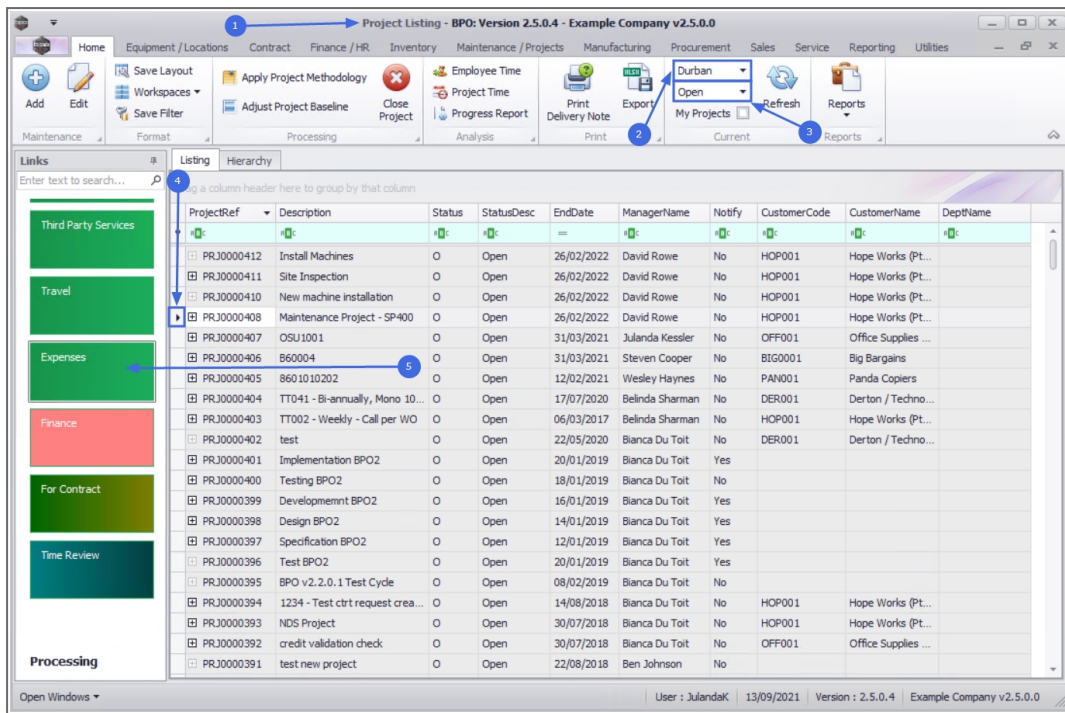 1
Project Listing - BPO: Version 2.5.0.4 - Example Company v2.5.0.0
Home Equipment / Locations Contract Finance / HR Inventory Maintenance / Projects Manufacturing Procurement Sales Service Reporting Utilities
Add
Edit
Maintenance
Save Layout
Workspaces
Save Filter
Format
Apply Project Methodology
Adjust Project Baseline
Close
Project
Processing
Employee Time
Project Time
Progress Report
Analysis
Print
Delivery Note
Export
Print
2
Durban
Open
My Projects
Refresh
Current
3
Reports
Reports
Links
Enter text to search...
Third Party Services
Travel
Expenses
5
Finance
For Contract
Time Review
Processing
Listing Hierarchy
4
a column header here to group by that column
ProjectRef Description Status StatusDesc EndDate ManagerName Notify CustomerCode CustomerName DeptName
PRJ0000412 Install Machines O Open 26/02/2022 David Rowe No HOP001 Hope Works (Pt...
PRJ0000411 Site Inspection O Open 26/02/2022 David Rowe No HOP001 Hope Works (Pt...
PRJ0000410 New machine installation O Open 26/02/2022 David Rowe No HOP001 Hope Works (Pt...
PRJ0000408 Maintenance Project - SP400 O Open 26/02/2022 David Rowe No HOP001 Hope Works (Pt...
PRJ0000407 OSU1001 O Open 31/03/2021 Julanda Kessler No OFF001 Office Supplies ...
PRJ0000406 B60004 O Open 31/03/2021 Steven Cooper No BIG0001 Big Bargains
PRJ0000405 8601010202 O Open 12/02/2021 Wesley Haynes No PAN001 Panda Copiers
PRJ0000404 TT041 - Bi-annually, Mono 10... O Open 17/07/2020 Belinda Sharman No DER001 Derton / Techno...
PRJ0000403 TT002 - Weekly - Call per WO O Open 06/03/2017 Belinda Sharman No HOP001 Hope Works (Pt...
PRJ0000402 test O Open 22/05/2020 Bianca Du Toit No DER001 Derton / Techno...
PRJ0000401 Implementation BPO2 O Open 20/01/2019 Bianca Du Toit Yes
PRJ0000400 Testing BPO2 O Open 18/01/2019 Bianca Du Toit No
PRJ0000399 Developmemnt BPO2 O Open 16/01/2019 Bianca Du Toit Yes
PRJ0000398 Design BPO2 O Open 14/01/2019 Bianca Du Toit Yes
PRJ0000397 Specification BPO2 O Open 12/01/2019 Bianca Du Toit Yes
PRJ0000396 Test BPO2 O Open 20/01/2019 Bianca Du Toit Yes
PRJ0000395 BPO v2.2.0.1 Test Cycle O Open 08/02/2019 Bianca Du Toit No
PRJ0000394 1234 - Test ctrt request crea... O Open 14/08/2018 Bianca Du Toit No HOP001 Hope Works (Pt...
PRJ0000393 NDS Project O Open 30/07/2018 Bianca Du Toit No HOP001 Hope Works (Pt...
PRJ0000392 credit validation check O Open 30/07/2018 Bianca Du Toit No OFF001 Office Supplies ...
PRJ0000391 test new project O Open 22/08/2018 Ben Johnson No
Open Windows
User : JulandaK 13/09/2021 Version : 2.5.0.4 Example Company v2.5.0.0